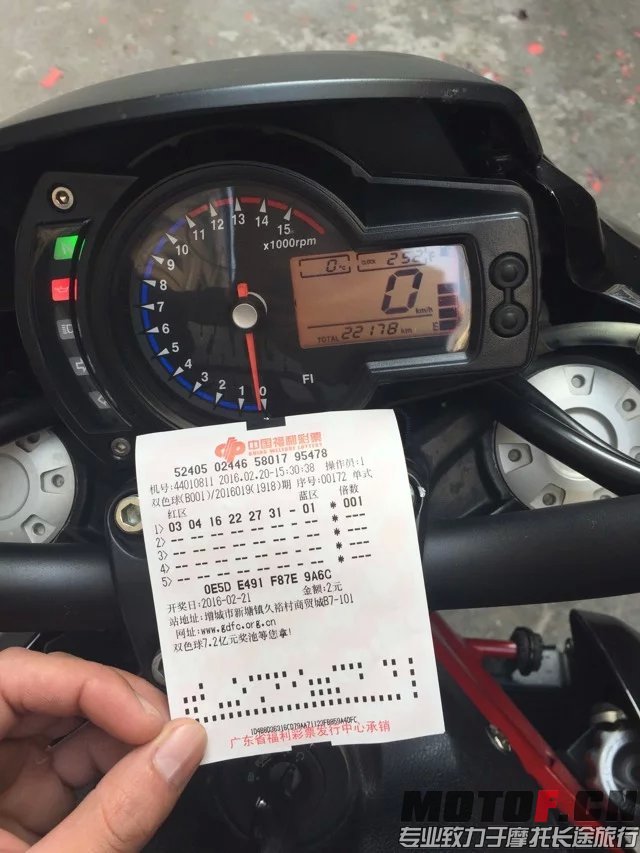 15
14
13
12
11
10
9
8
7
6
5
4
3
2
1
0
x1000rpm
FI
0℃
CLOCK 2:52
0
km/h
TOTAL 22178 km
中国福利彩票
CHINA WELFARE LOTTERY
52405 02446 58017 95478
机号:44010811 2016.02.20-15:30:38 操作员:1
双色球(B001)/2016019(1918)期 序号:00172 单式
红区 蓝区 倍数
1> 03 04 16 22 27 31 - 01 * 001
2> -- -- -- -- -- -- - -- * ---
3> -- -- -- -- -- -- - -- * ---
4> -- -- -- -- -- -- - -- * ---
5> -- -- -- -- -- -- - -- * ---
0E5D E491 F87E 9A6C
开奖日:2016-02-21 金额:2元
站地址:增城市新塘镇久裕村商贸城B7-101
网址:www.gdfc.org.cn
双色球7.2亿元奖池等您拿!
广东省福利彩票发行中心承销
MOTOF.CN
专业致力于摩托长途旅行